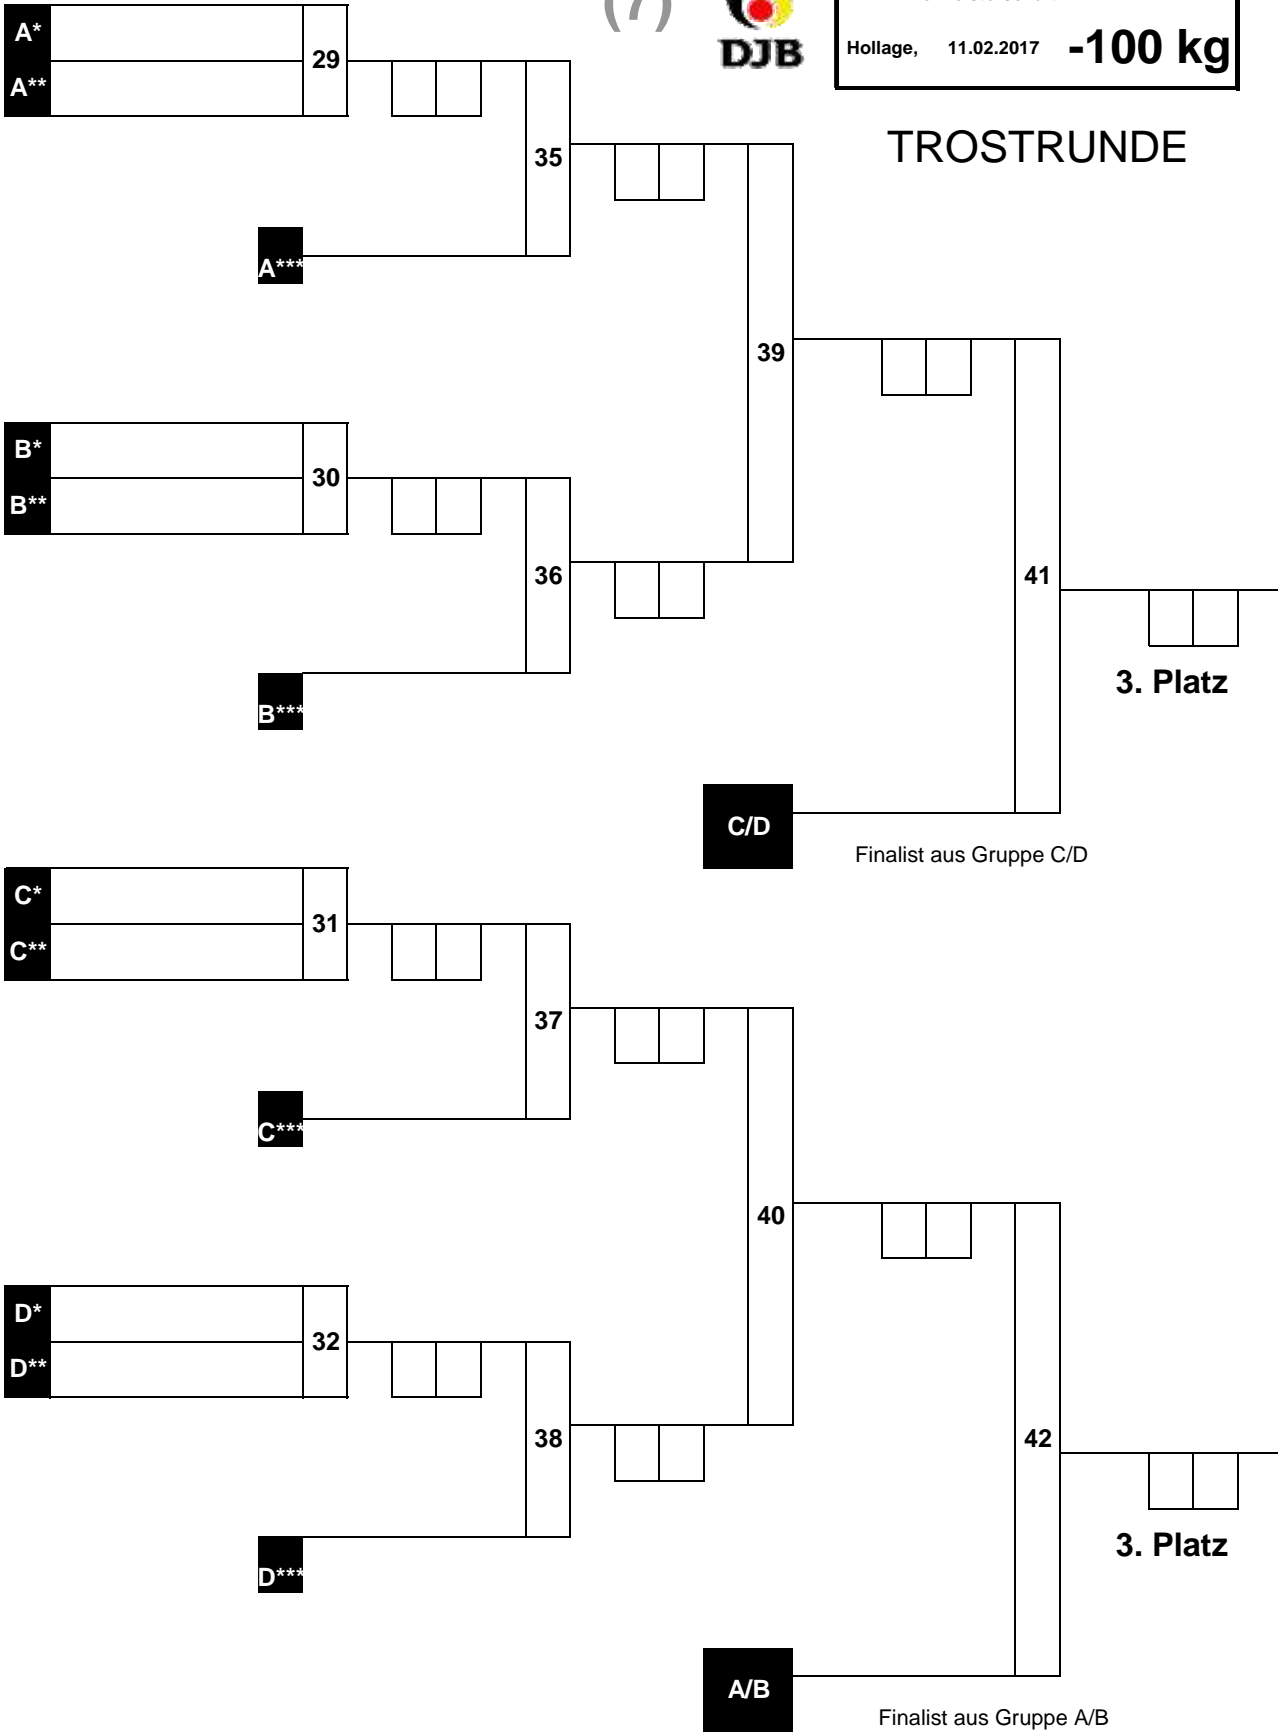 (7)
DJB
Hollage, 11.02.2017 -100 kg
TROSTRUNDE
A*
A**
29
35
A***
39
B*
B**
30
36
41
3. Platz
B***
C/D
Finalist aus Gruppe C/D
C*
C**
31
37
C***
40
D*
D**
32
38
42
3. Platz
D***
A/B
Finalist aus Gruppe A/B